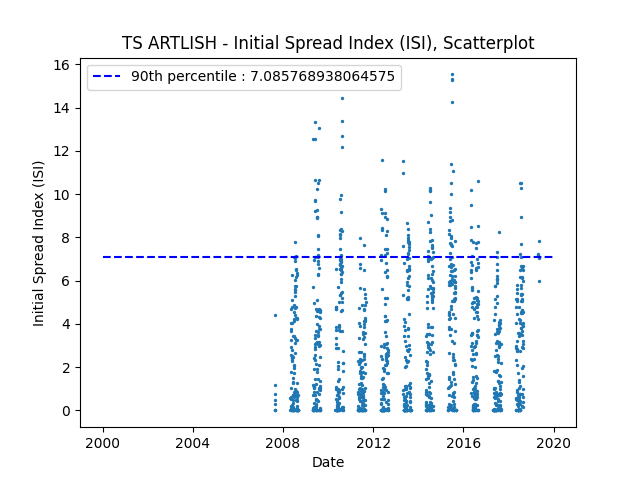 TS ARTLISH - Initial Spread Index (ISI), Scatterplot
90th percentile : 7.085768938064575
16
14
12
10
8
6
4
2
0
Initial Spread Index (ISI)
2000 2004 2008 2012 2016 2020
Date